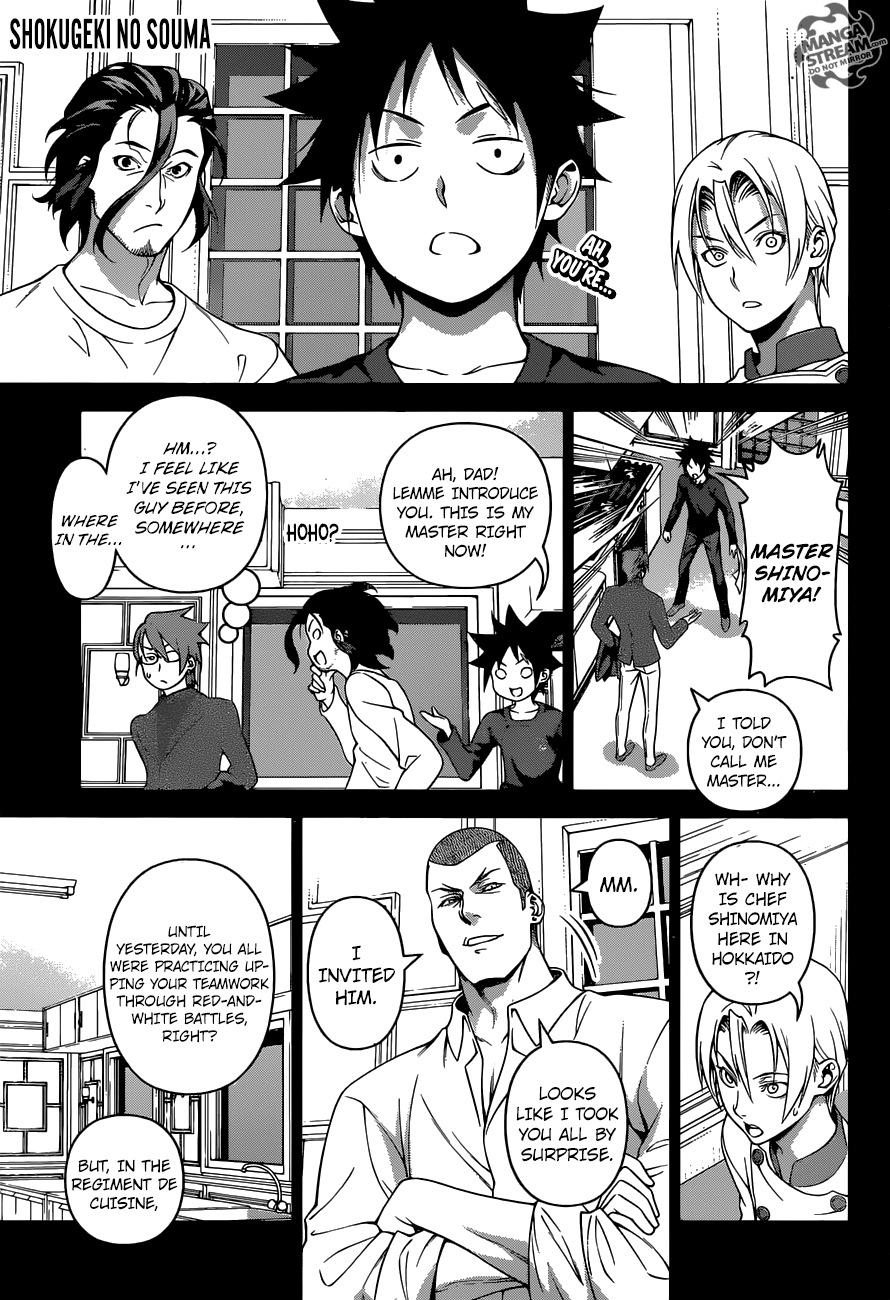 SHOKUGEKI NO SOUMA
MANGA
STREAM.com
DO NOT MIRROR
AH,
YOU'RE...
MASTER
SHINO-
MIYA!
I TOLD
YOU, DON'T
CALL ME
MASTER...
AH, DAD!
LEMME INTRODUCE
YOU. THIS IS MY
MASTER RIGHT
NOW!
HOHO?
HM...?
I FEEL LIKE
I'VE SEEN THIS
GUY BEFORE,
SOMEWHERE
...
WHERE
IN THE...
WH- WHY
IS CHEF
SHINOMIYA
HERE IN
HOKKAIDO
?!
MM.
I
INVITED
HIM.
LOOKS
LIKE I TOOK
YOU ALL BY
SURPRISE.
UNTIL
YESTERDAY, YOU ALL
WERE PRACTICING UP-
PING YOUR TEAMWORK
THROUGH RED-AND-
WHITE BATTLES,
RIGHT?
BUT, IN THE
REGIMENT DE
CUISINE,